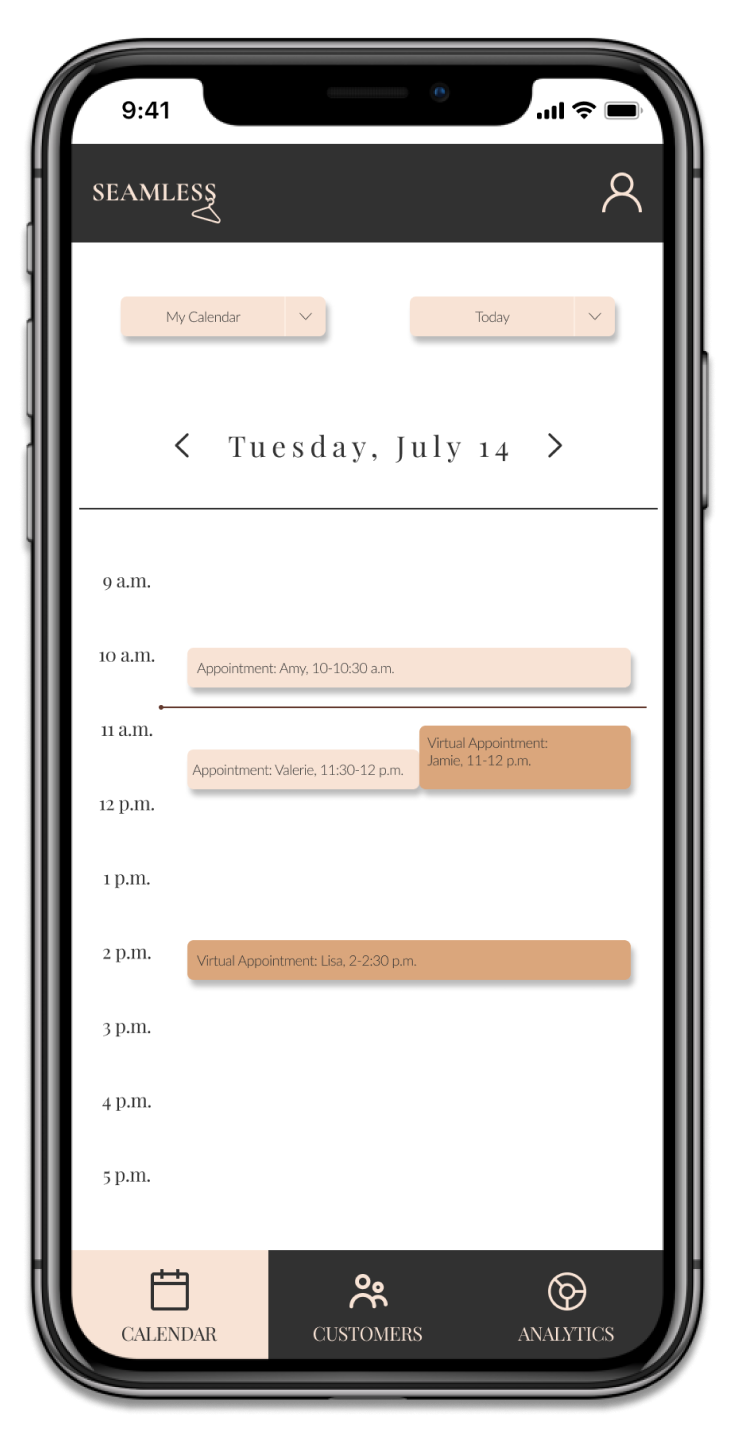 9:41
SEAMLESS
My Calendar
Today
Tuesday, July 14
9 a.m.
10 a.m.
Appointment: Amy, 10-10:30 a.m.
11 a.m.
Virtual Appointment:
Jamie, 11-12 p.m.
Appointment: Valerie, 11:30-12 p.m.
12 p.m.
1 p.m.
2 p.m.
Virtual Appointment: Lisa, 2-2:30 p.m.
3 p.m.
4 p.m.
5 p.m.
CALENDAR
CUSTOMERS
ANALYTICS